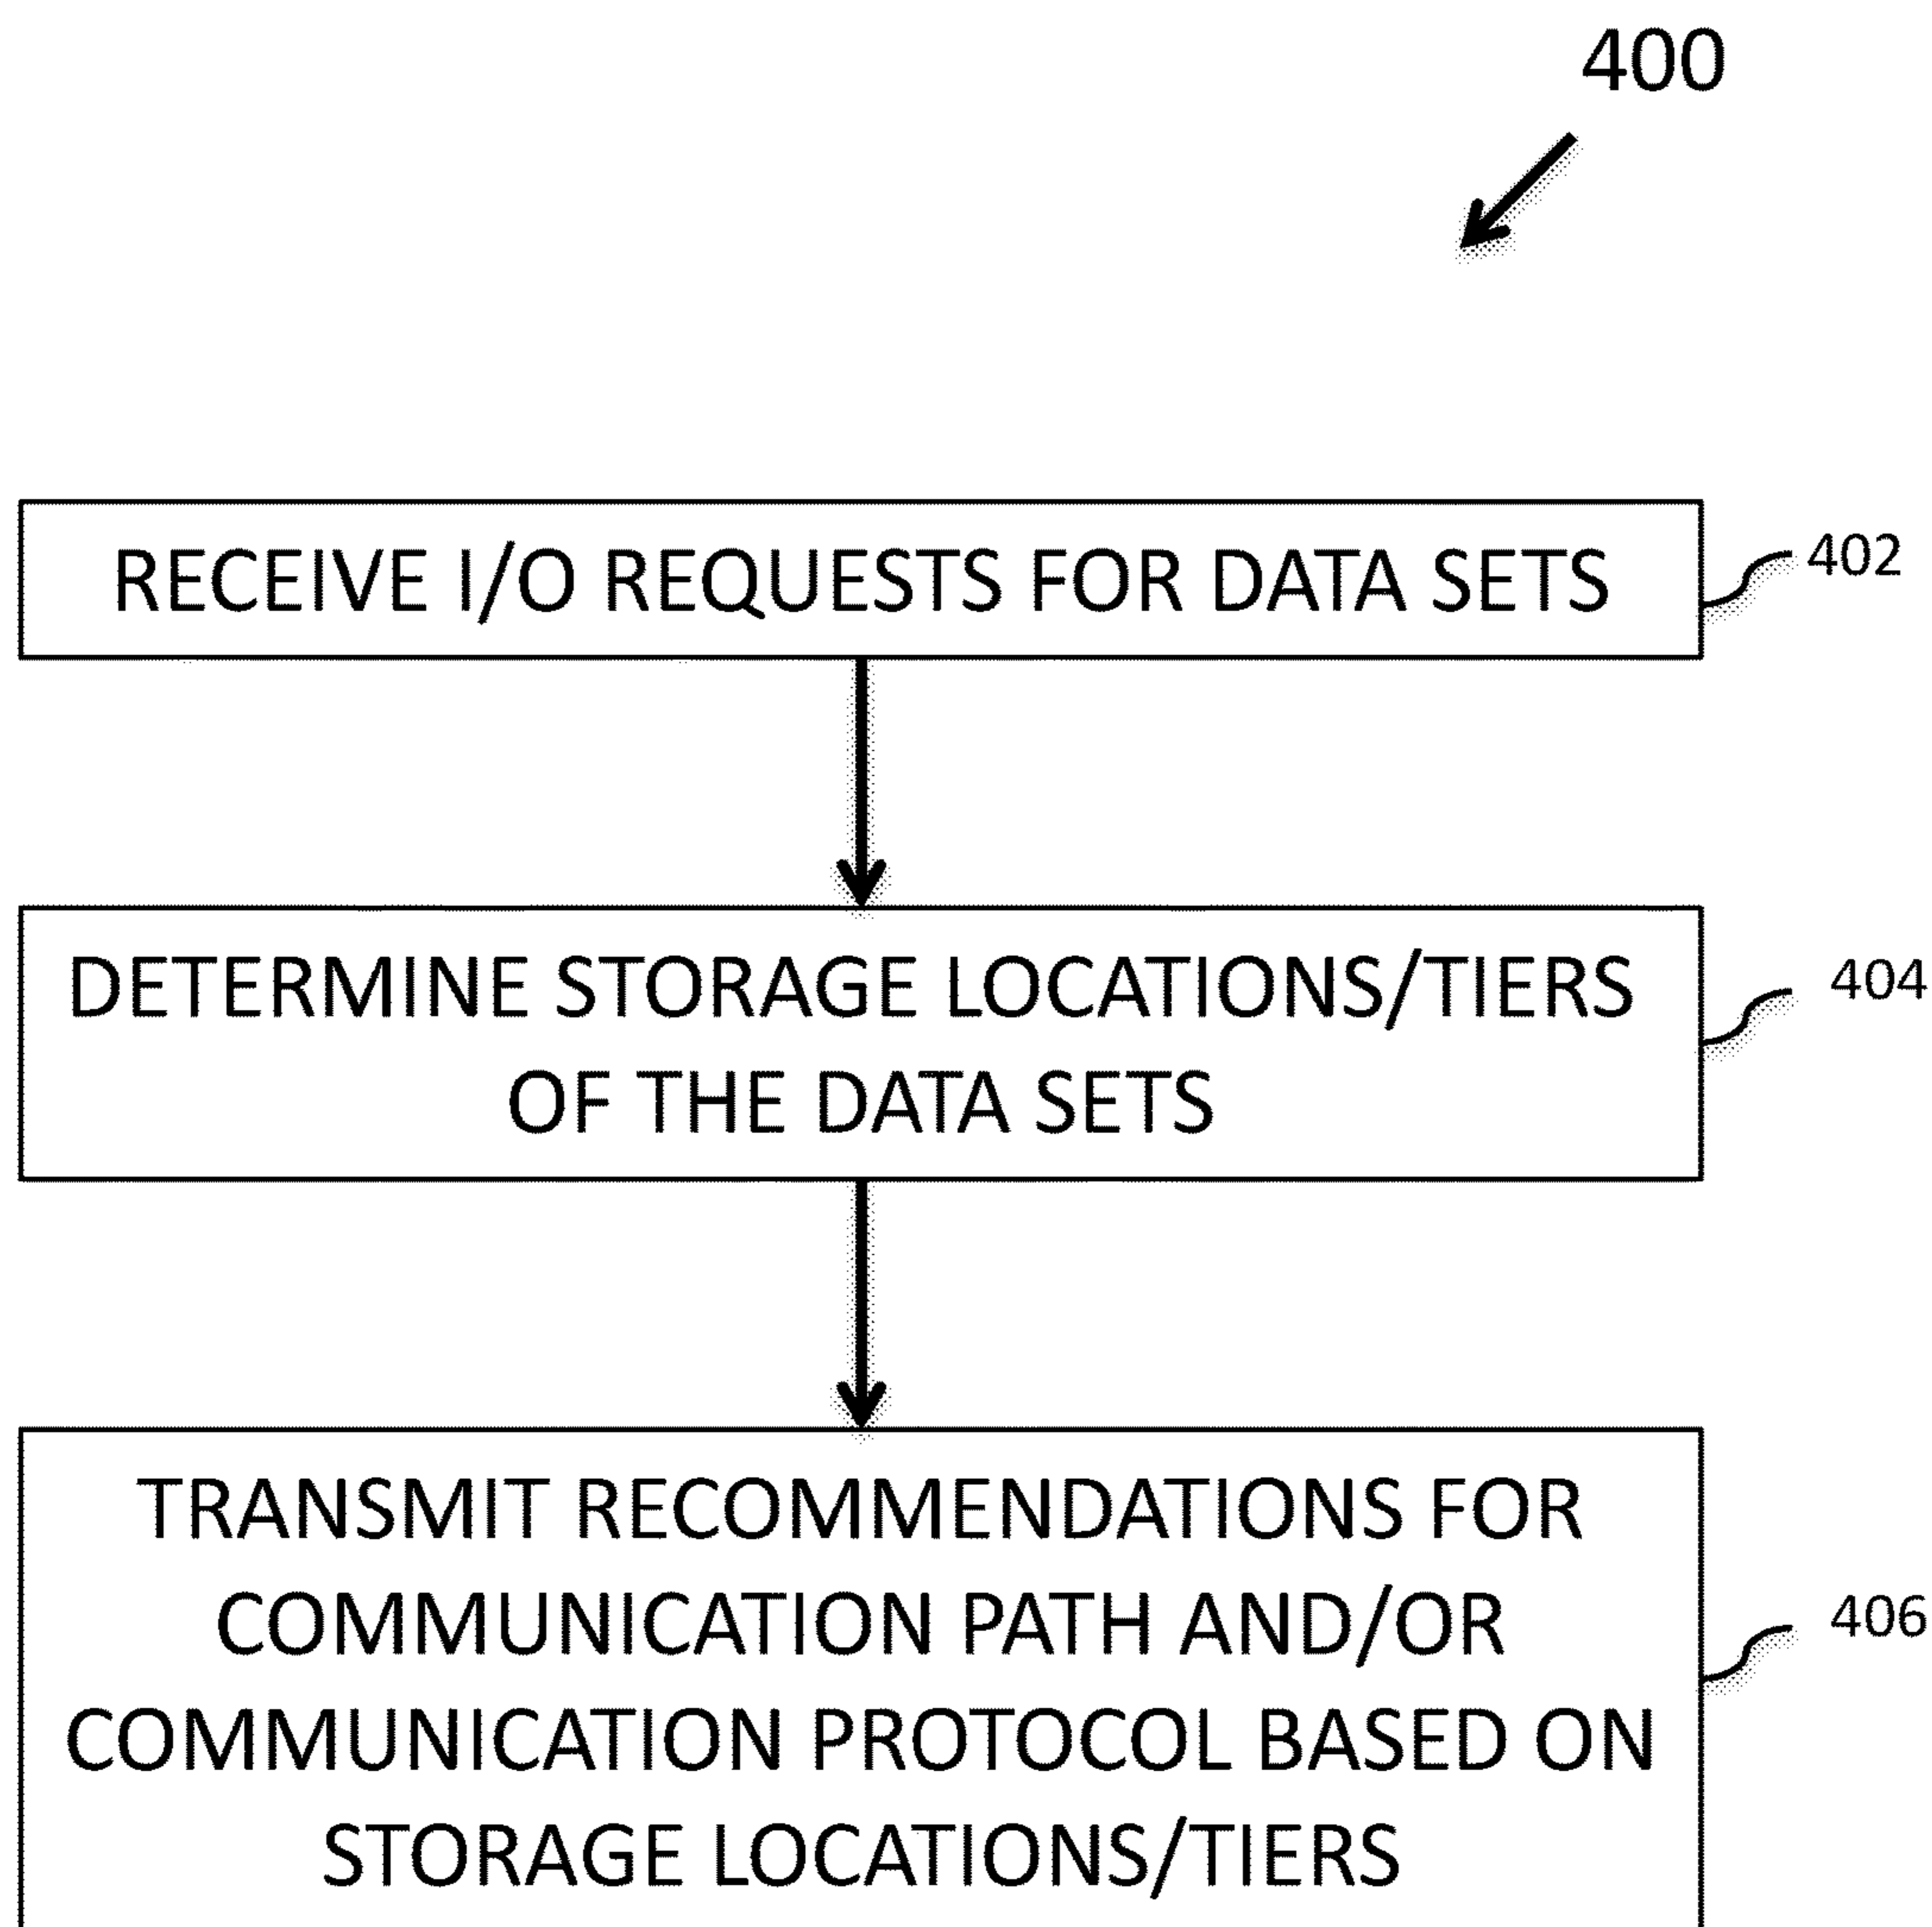 400
RECEIVE I/O REQUESTS FOR DATA SETS
402
DETERMINE STORAGE LOCATIONS/TIERS
OF THE DATA SETS
404
TRANSMIT RECOMMENDATIONS FOR
COMMUNICATION PATH AND/OR
COMMUNICATION PROTOCOL BASED ON
STORAGE LOCATIONS/TIERS
406